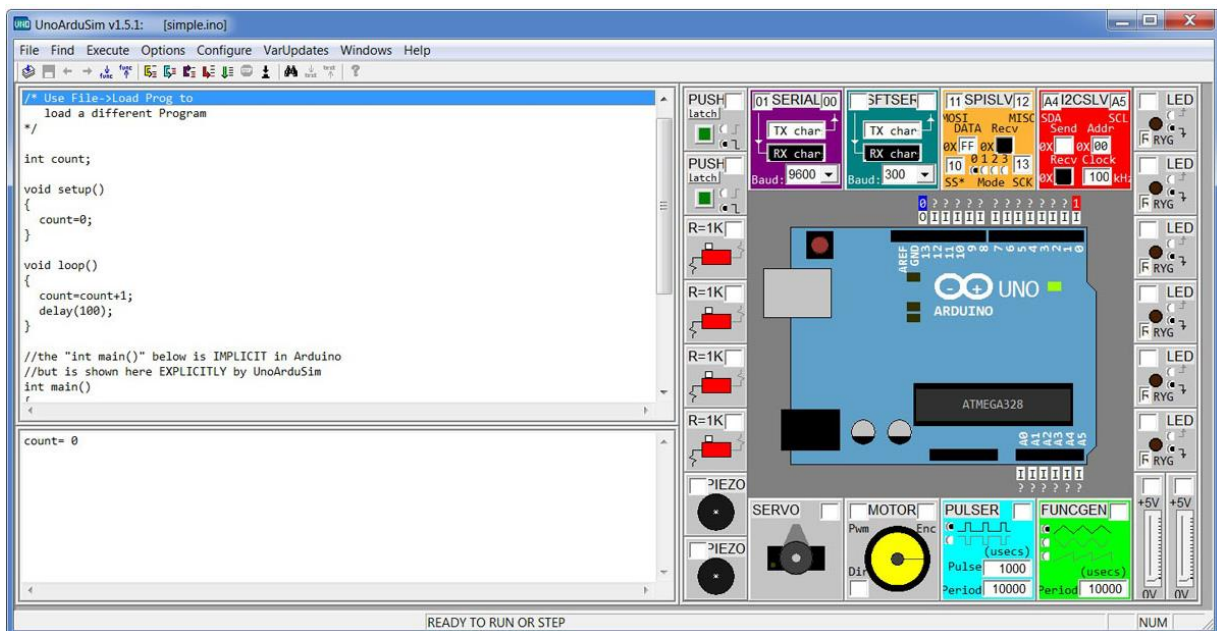 UnoArduSim v1.5.1: [simple.ino]
File Find Execute Options Configure VarUpdates Windows Help
/* Use File->Load Prog to
load a different Program
*/
int count;
void setup()
{
count=0;
}
void loop()
{
count=count+1;
delay(100);
}
//the "int main()" below is IMPLICIT in Arduino
//but is shown here EXPLICITLY by UnoArduSim
int main()
count= 0
PUSH
Latch
PUSH
Latch
R=1K
R=1K
R=1K
R=1K
PIEZO
PIEZO
01 SERIAL 00
TX char
RX char
Baud: 9600
SFTSER
TX char
RX char
Baud: 300
11 SPISLV 12
MOSI MISO
DATA Recv
0X FF 0X
10 0 1 2 3 13
SS* Mode SCK
A4 I2CSLV A5
SDA SCL
Send Addr
0X 0X 00
Recv Clock
0X 100 kHz
0 ? ? ? ? ? ? ? ? ? ? ? ? 1
O I I I I I I I I I I I I I
AREF GND 13 12 11 10 9 8 7 6 5 4 3 2 1 0
UNO
ARDUINO
ATMEGA328
A0 A1 A2 A3 A4 A5
I I I I I I
? ? ? ? ? ?
LED
F RYG
LED
F RYG
LED
F RYG
LED
F RYG
LED
F RYG
LED
F RYG
SERVO
MOTOR
Pwm Enc
Dir
PULSER
(usecs)
Pulse 1000
Period 10000
FUNCGEN
(usecs)
Period 10000
+5V +5V
0V 0V
READY TO RUN OR STEP
NUM